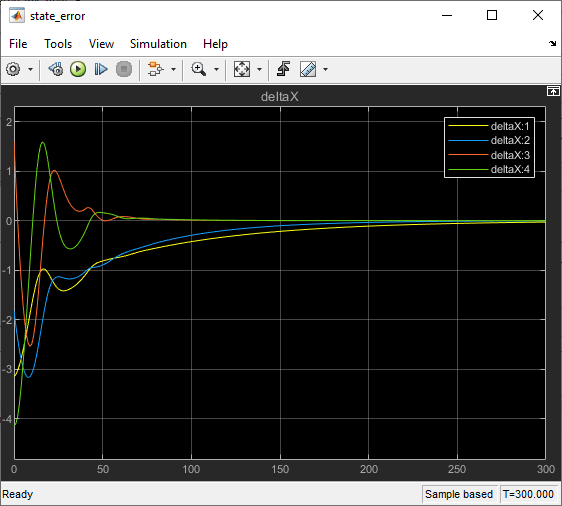 state_error
File Tools View Simulation Help
deltaX
deltaX:1
deltaX:2
deltaX:3
deltaX:4
2
1
0
-1
-2
-3
-4
0 50 100 150 200 250 300
Ready Sample based T=300.000